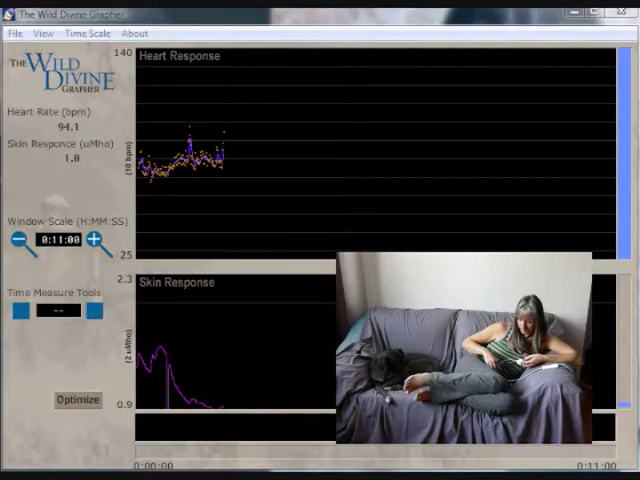 The Wild Divine Grapher
File View Time Scale About
THE WILD
DIVINE
GRAPHER
Heart Rate (bpm)
94.1
Skin Responce (uMho)
1.0
Window Scale (H:MM:SS)
0:11:00
Time Measure Tools
--
Optimize
140
Heart Response
(10 bpm)
25
2.3
Skin Response
(2 uMho)
0.9
0:00:00
0:11:00